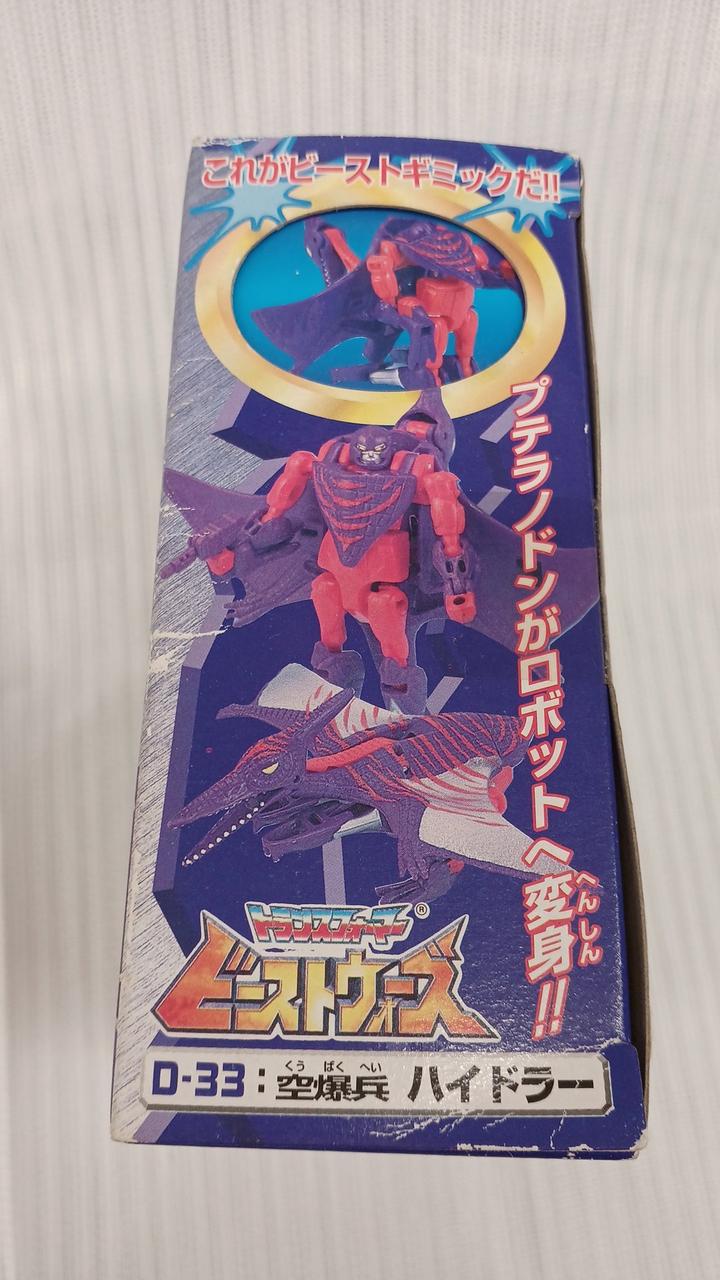 これがビーストギミックだ!!
プテラノドンがロボットへ変身!!
へんしん
トランスフォーマー®
ビーストウォーズ
くうばくへい
D-33：空爆兵 ハイドラー